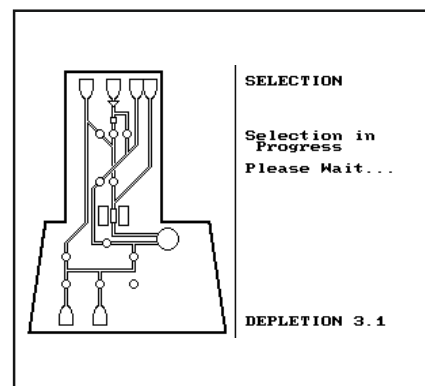 SELECTION
Selection in
Progress
Please Wait...
DEPLETION 3.1